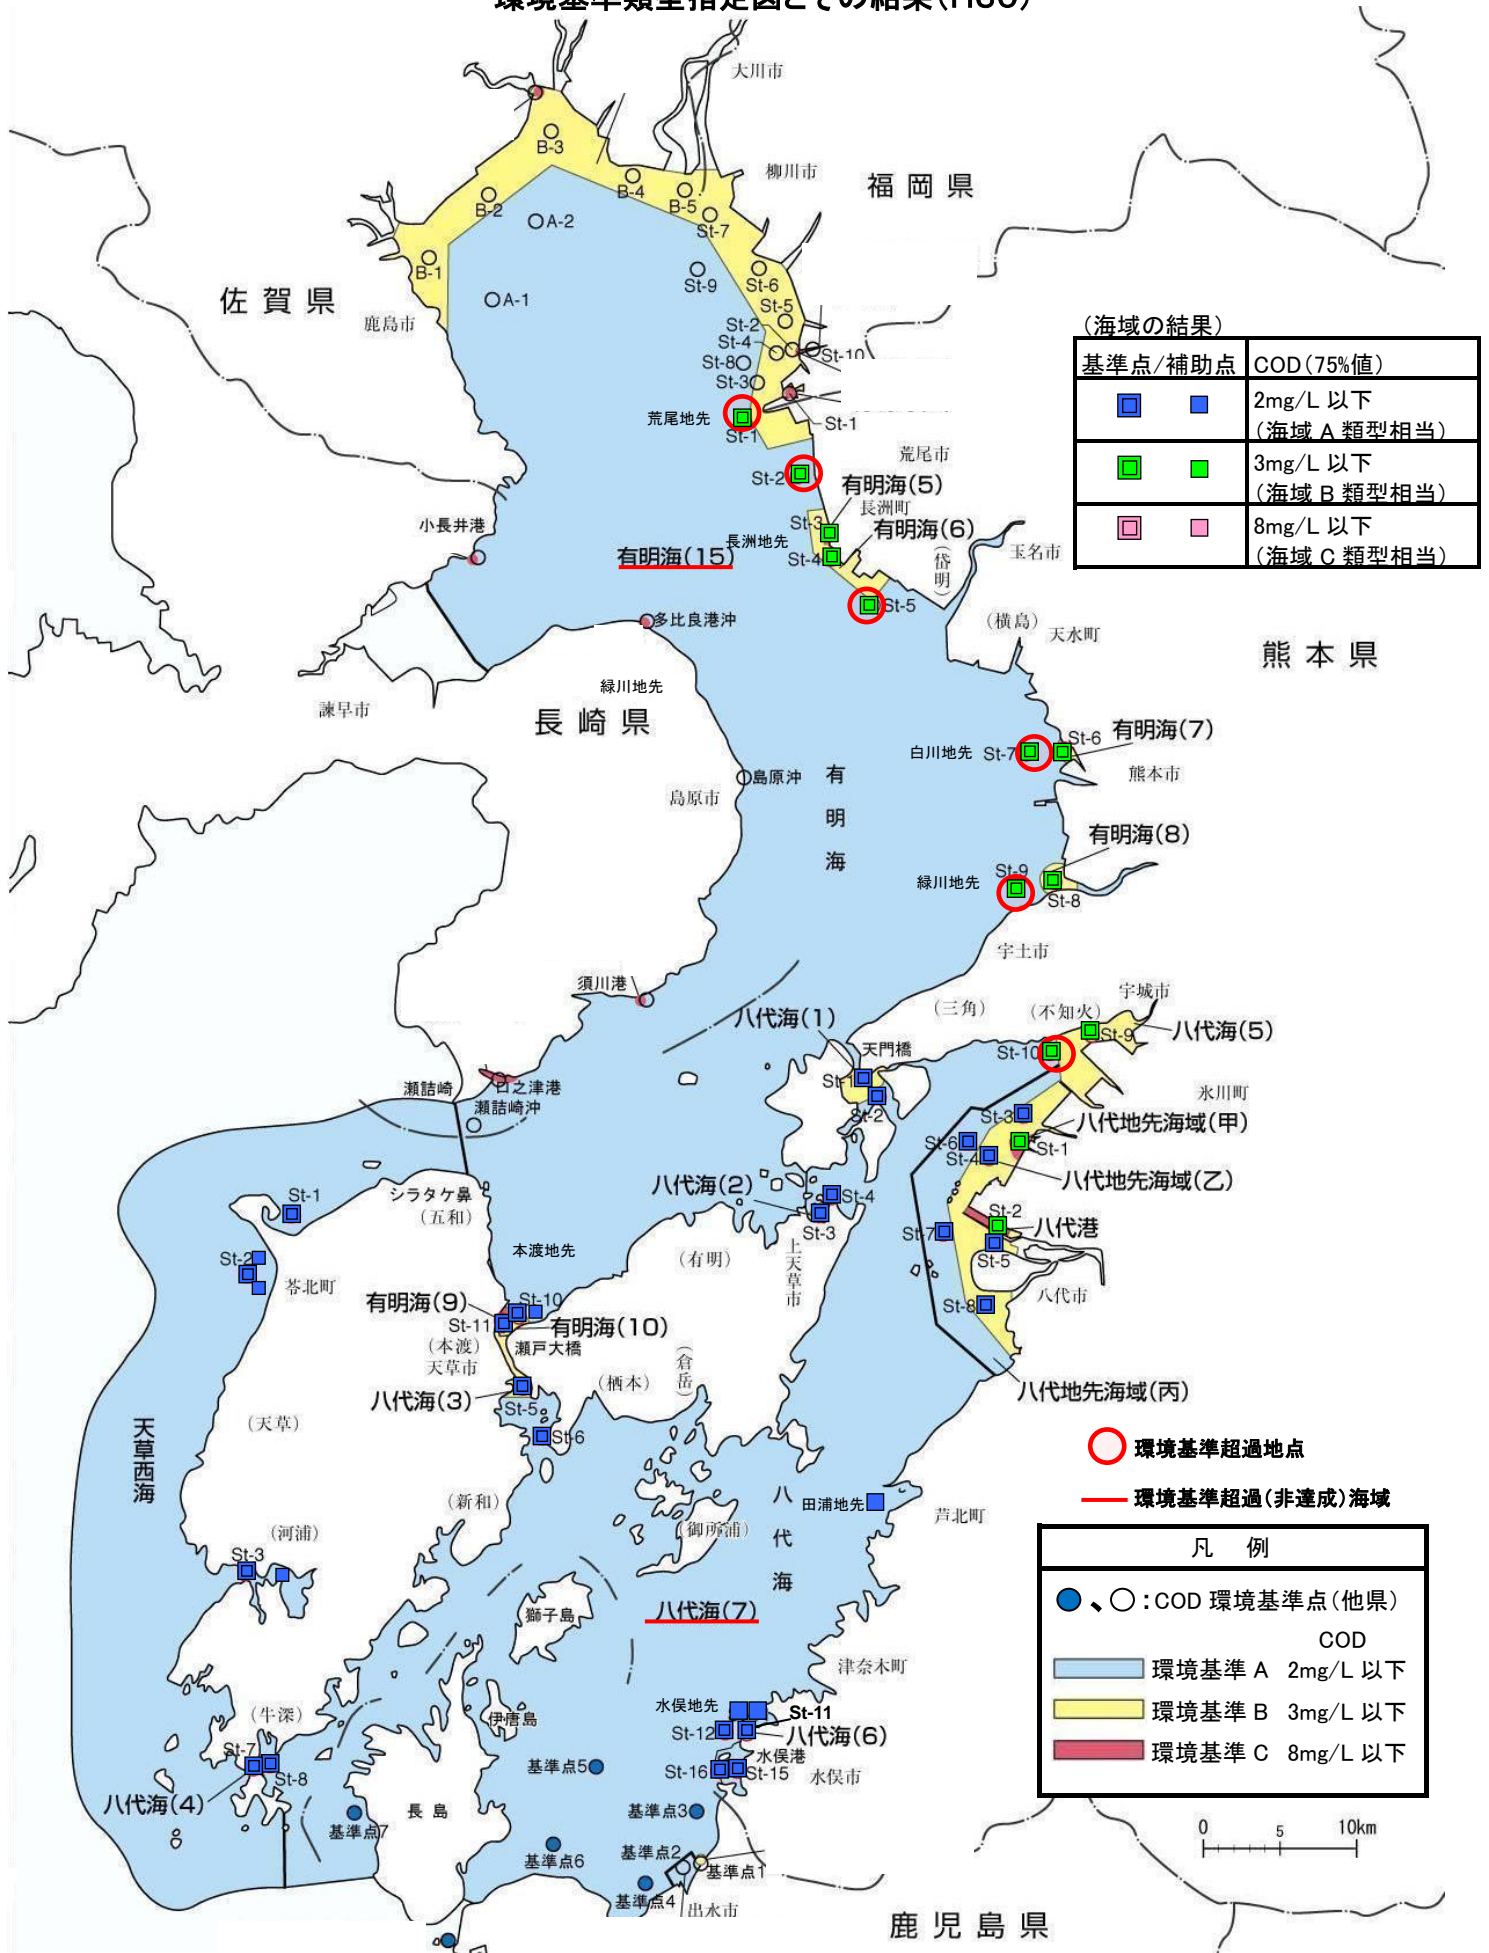 環境基準類型指定図とその結果(H30)
大川市
B-3
柳川市
福岡県
B-4
B-5
B-2
A-2
St-7
B-1
St-9
St-6
佐賀県
A-1
鹿島市
St-5
St-2
St-4
St-10
St-8
St-3
荒尾地先
St-1
St-1
荒尾市
St-2
有明海(5)
長洲町
St-3
有明海(6)
小長井港
長洲地先
有明海(15)
St-4
(岱明)
玉名市
St-5
多比良港沖
(横島)
天水町
熊本県
緑川地先
諫早市
長崎県
St-6
有明海(7)
白川地先
St-7
熊本市
島原沖
島原市
有明海
有明海(8)
St-9
緑川地先
St-8
宇土市
須川港
宇城市
(三角)
(不知火)
八代海(1)
八代海(5)
天門橋
St-9
St-10
St-1
瀬詰崎
口之津港
瀬詰崎沖
St-2
氷川町
St-3
八代地先海域(甲)
St-6
St-1
St-4
八代地先海域(乙)
八代海(2)
St-4
シラタケ鼻
(五和)
St-1
St-3
St-2
八代港
St-7
St-5
本渡地先
(有明)
上天草市
St-2
苓北町
St-8
八代市
有明海(9)
St-10
St-11
有明海(10)
(本渡)
瀬戸大橋
天草市
(倉岳)
(栖本)
八代海(3)
St-5
八代地先海域(丙)
(天草)
St-6
天草西海
八代海
田浦地先
芦北町
(新和)
(御所浦)
(河浦)
St-3
獅子島
八代海(7)
津奈木町
(牛深)
伊唐島
水俣地先
St-11
St-12
八代海(6)
St-7
水俣港
St-8
基準点5
St-16
St-15
水俣市
八代海(4)
長島
基準点3
基準点7
基準点6
基準点2
基準点1
基準点4
出水市
鹿児島県
(海域の結果)
基準点/補助点 COD(75%値)
2mg/L 以下
(海域 A 類型相当)
3mg/L 以下
(海域 B 類型相当)
8mg/L 以下
(海域 C 類型相当)
環境基準超過地点
環境基準超過(非達成)海域
凡 例
、 :COD 環境基準点(他県)
COD
環境基準 A 2mg/L 以下
環境基準 B 3mg/L 以下
環境基準 C 8mg/L 以下
0 5 10km